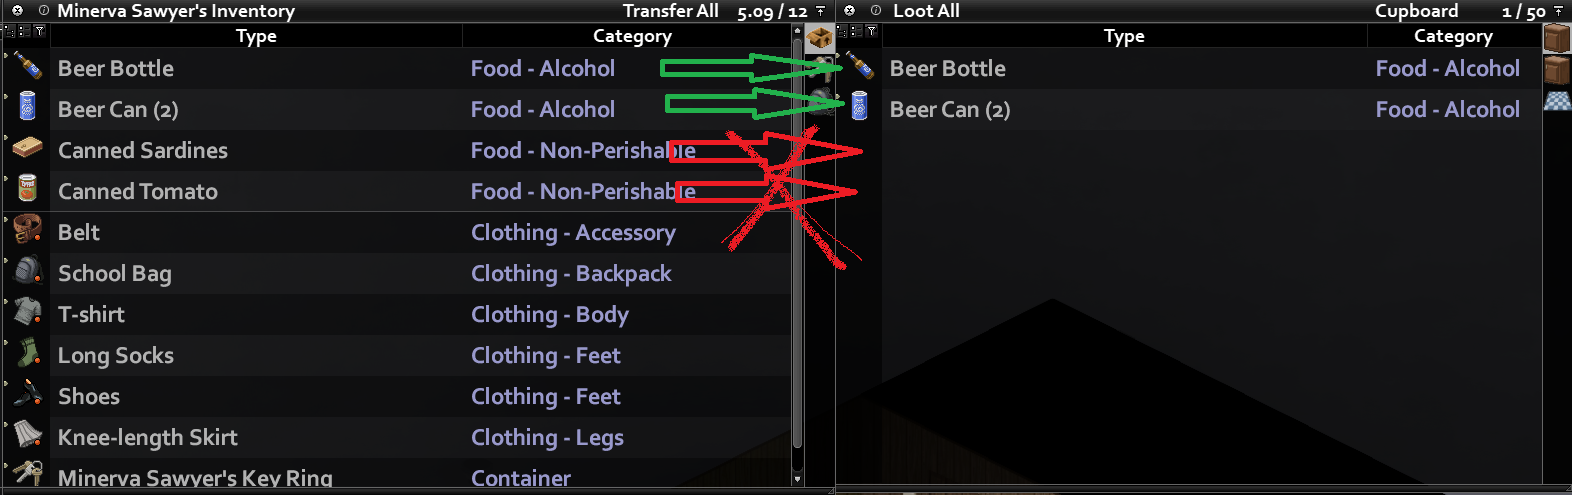 Minerva Sawyer's Inventory Transfer All 5.09 / 12
Type Category
Beer Bottle Food - Alcohol
Beer Can (2) Food - Alcohol
Canned Sardines Food - Non-Perishable
Canned Tomato Food - Non-Perishable
Belt Clothing - Accessory
School Bag Clothing - Backpack
T-shirt Clothing - Body
Long Socks Clothing - Feet
Shoes Clothing - Feet
Knee-length Skirt Clothing - Legs
Minerva Sawyer's Key Ring Container
Loot All Cupboard 1 / 50
Type Category
Beer Bottle Food - Alcohol
Beer Can (2) Food - Alcohol